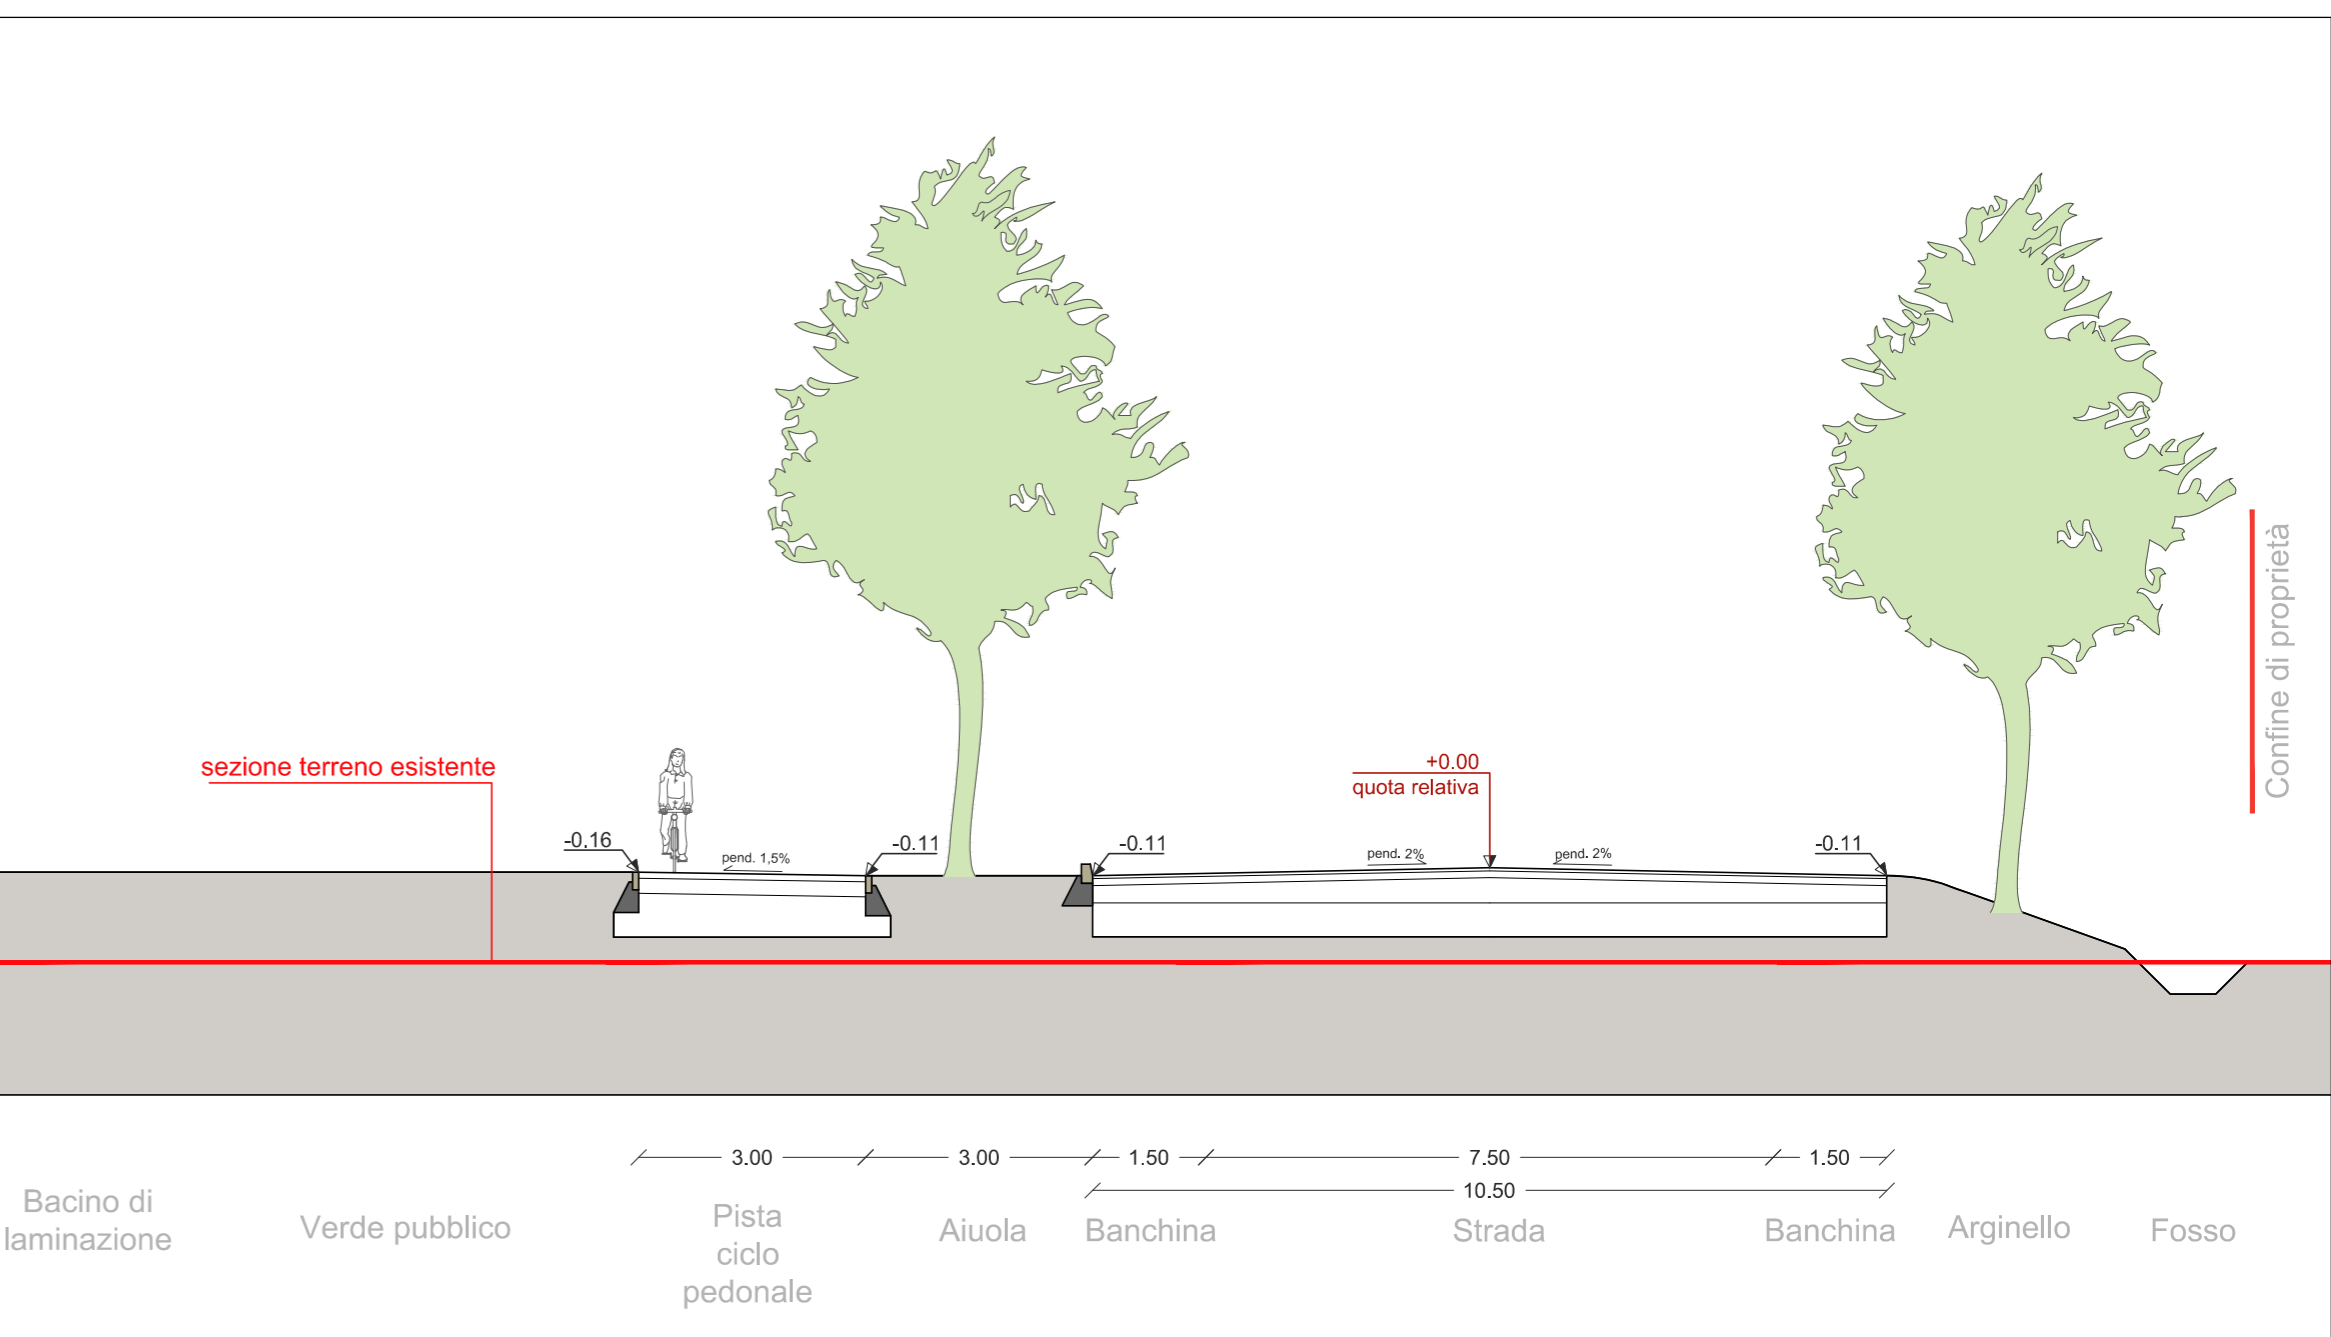 Confine di proprietà
sezione terreno esistente
+0.00
quota relativa
-0,16
pend. 1,5%
-0.11
-0.11
pend. 2%
pend. 2%
-0.11
3.00
3.00
1.50
7.50
1.50
10.50
Bacino di
laminazione
Verde pubblico
Pista
ciclo
pedonale
Aiuola
Banchina
Strada
Banchina
Arginello
Fosso